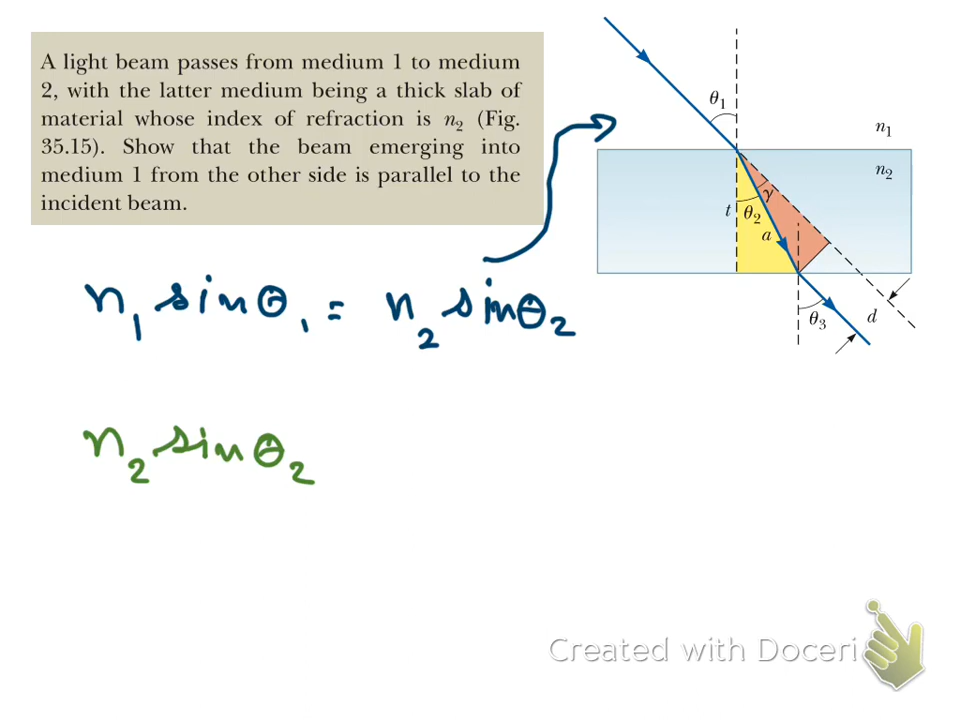 A light beam passes from medium 1 to medium
2, with the latter medium being a thick slab of
material whose index of refraction is n₂ (Fig.
35.15). Show that the beam emerging into
medium 1 from the other side is parallel to the
incident beam.
θ₁
n₁
n₂
γ
t
θ₂
a
θ₃
d
n₁ sinθ₁ = n₂ sinθ₂
n₂ sinθ₂
Created with Doceri